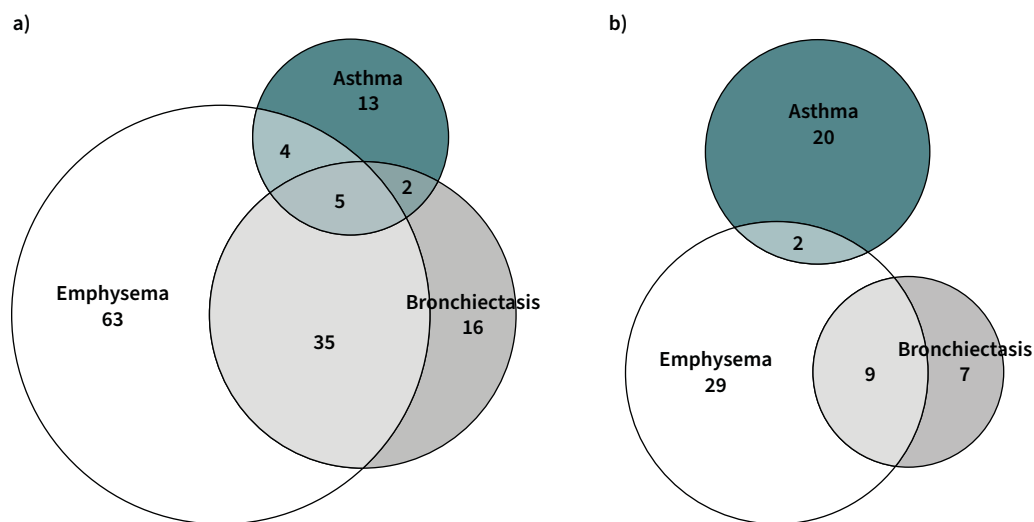 a)
Asthma
13
4
2
5
Emphysema
63
Bronchiectasis
16
35
b)
Asthma
20
2
Emphysema
29
Bronchiectasis
7
9